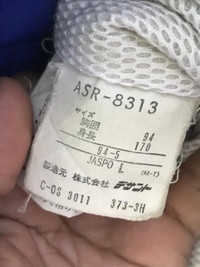 ASR-8313
サイズ
胸囲 94
身長 170
94-5
JASPO L (M-T)
製造元 株式会社 デサント
C-OS 3011 373-3H